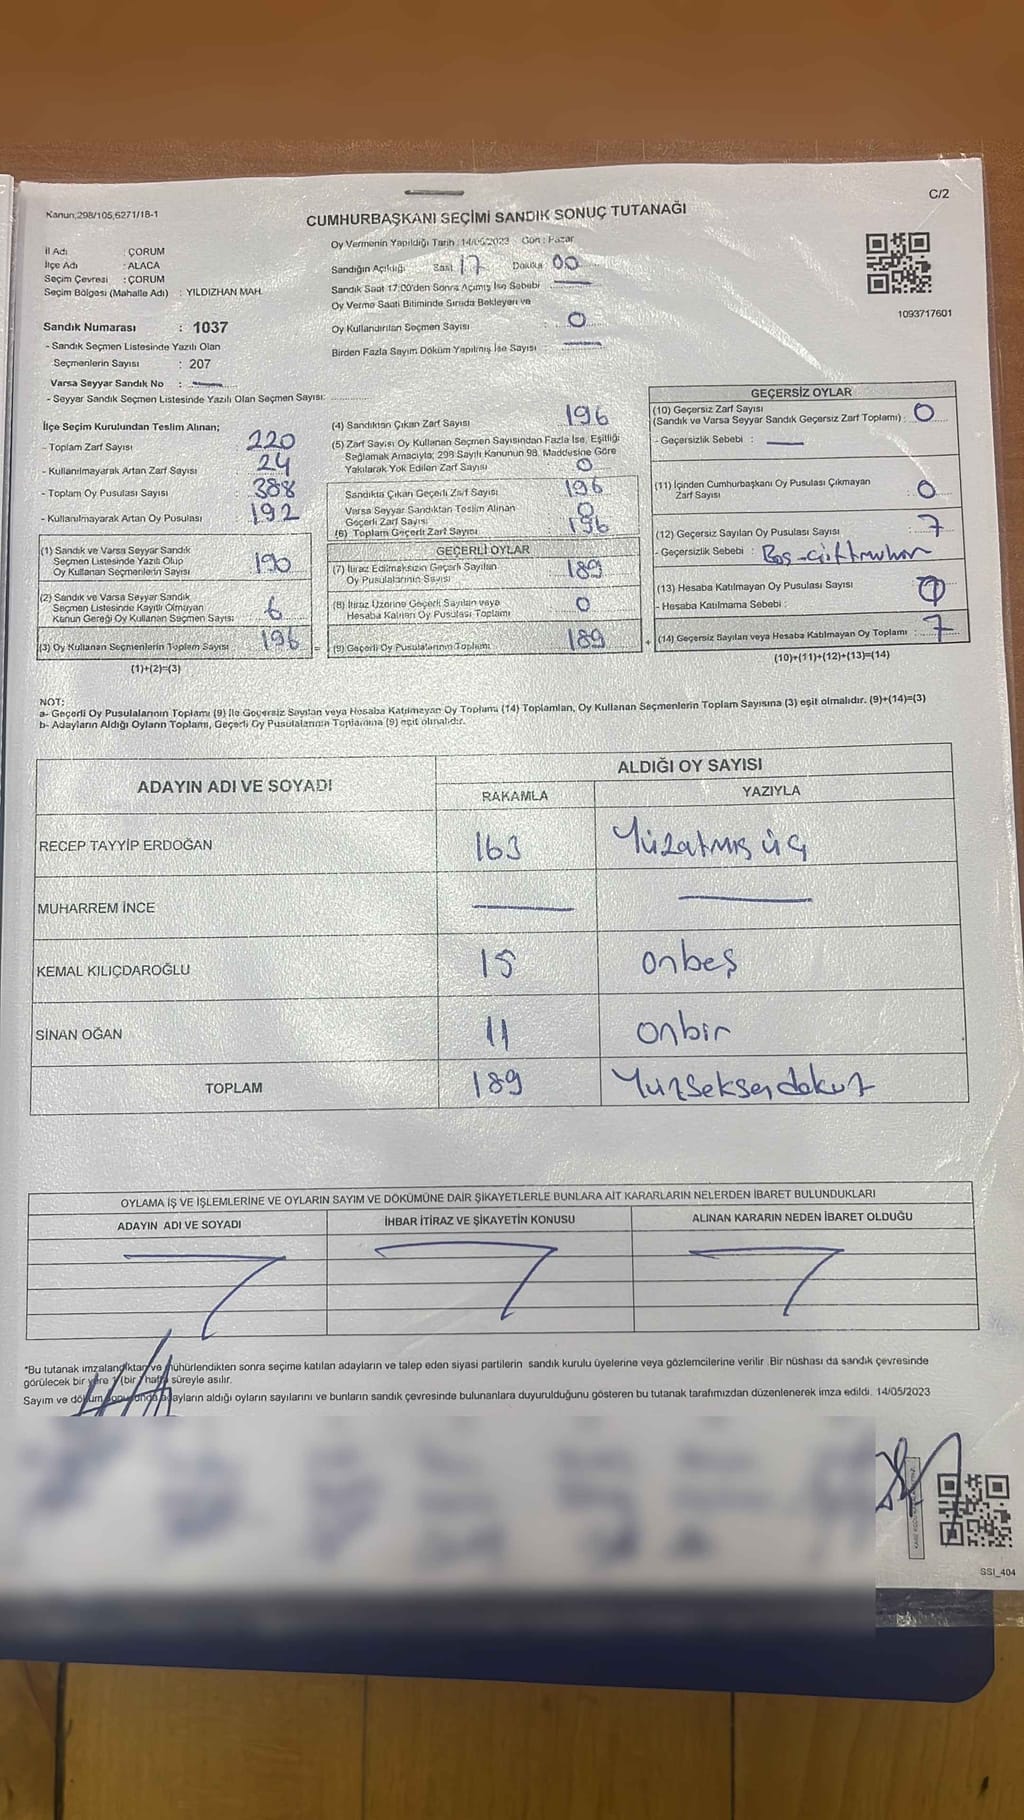 C/2
Kanun;298/105,6271/18-1
CUMHURBAŞKANI SEÇİMİ SANDIK SONUÇ TUTANAĞI
İl Adı : ÇORUM
İlçe Adı : ALACA
Seçim Çevresi : ÇORUM
Seçim Bölgesi (Mahalle Adı) : YILDIZHAN MAH.
Sandık Numarası : 1037
- Sandık Seçmen Listesinde Yazılı Olan
Seçmenlerin Sayısı : 207
Varsa Seyyar Sandık No :
- Seyyar Sandık Seçmen Listesinde Yazılı Olan Seçmen Sayısı:
Oy Vermenin Yapıldığı Tarih : 14/05/2023 Gün : Pazar
Sandığın Açıldığı Saat 17 Dakika 00
Sandık Saat 17:00'den Sonra Açılmış İse Sebebi
Oy Verme Saati Bitiminde Sırada Bekleyen ve
Oy Kullandırılan Seçmen Sayısı : 0
Birden Fazla Sayım Döküm Yapılmış İse Sayısı :
1093717601
İlçe Seçim Kurulundan Teslim Alınan;
- Toplam Zarf Sayısı : 220
- Kullanılmayarak Artan Zarf Sayısı : 24
- Toplam Oy Pusulası Sayısı : 388
- Kullanılmayarak Artan Oy Pusulası : 192
(1) Sandık ve Varsa Seyyar Sandık
Seçmen Listesinde Yazılı Olup
Oy Kullanan Seçmenlerin Sayısı : 190
(2) Sandık ve Varsa Seyyar Sandık
Seçmen Listesinde Kayıtlı Olmayan
Kanun Gereği Oy Kullanan Seçmen Sayısı : 6
(3) Oy Kullanan Seçmenlerin Toplam Sayısı 196 =
(1)+(2)=(3)
(4) Sandıktan Çıkan Zarf Sayısı 196
(5) Zarf Sayısı Oy Kullanan Seçmen Sayısından Fazla İse, Eşitliği
Sağlamak Amacıyla; 298 Sayılı Kanunun 98. Maddesine Göre
Yakılarak Yok Edilen Zarf Sayısı 0
Sandıkta Çıkan Geçerli Zarf Sayısı 196
Varsa Seyyar Sandıktan Teslim Alınan
Geçerli Zarf Sayısı 0
(6) Toplam Geçerli Zarf Sayısı 196
GEÇERLİ OYLAR
(7) İtiraz Edilmeksizin Geçerli Sayılan
Oy Pusulalarının Sayısı 189
(8) İtiraz Üzerine Geçerli Sayılan veya
Hesaba Katılan Oy Pusulası Toplamı 0
(9) Geçerli Oy Pusulalarının Toplamı 189 +
GEÇERSİZ OYLAR
(10) Geçersiz Zarf Sayısı
(Sandık ve Varsa Seyyar Sandık Geçersiz Zarf Toplamı) : 0
- Geçersizlik Sebebi :
(11) İçinden Cumhurbaşkanı Oy Pusulası Çıkmayan
Zarf Sayısı : 0
(12) Geçersiz Sayılan Oy Pusulası Sayısı : 7
- Geçersizlik Sebebi : Boş-çift mühür
(13) Hesaba Katılmayan Oy Pusulası Sayısı : 0
- Hesaba Katılmama Sebebi :
(14) Geçersiz Sayılan veya Hesaba Katılmayan Oy Toplamı : 7
(10)+(11)+(12)+(13)=(14)
NOT:
a- Geçerli Oy Pusulalarının Toplamı (9) İle Geçersiz Sayılan veya Hesaba Katılmayan Oy Toplamı (14) Toplamları, Oy Kullanan Seçmenlerin Toplam Sayısına (3) eşit olmalıdır. (9)+(14)=(3)
b- Adayların Aldığı Oyların Toplamı, Geçerli Oy Pusulalarının Toplamına (9) eşit olmalıdır.
ADAYIN ADI VE SOYADI
ALDIĞI OY SAYISI
RAKAMLA YAZIYLA
RECEP TAYYİP ERDOĞAN 163 Yüzatmış üç
MUHARREM İNCE
KEMAL KILIÇDAROĞLU 15 onbeş
SİNAN OĞAN 11 onbir
TOPLAM 189 Yüzseksendokuz
OYLAMA İŞ VE İŞLEMLERİNE VE OYLARIN SAYIM VE DÖKÜMÜNE DAİR ŞİKAYETLERLE BUNLARA AİT KARARLARIN NELERDEN İBARET BULUNDUKLARI
ADAYIN ADI VE SOYADI İHBAR İTİRAZ VE ŞİKAYETİN KONUSU ALINAN KARARIN NEDEN İBARET OLDUĞU
*Bu tutanak imzalandıktan ve mühürlendikten sonra seçime katılan adayların ve talep eden siyasi partilerin sandık kurulu üyelerine veya gözlemcilerine verilir. Bir nüshası da sandık çevresinde
görülecek bir yere 1 (bir) hafta süreyle asılır.
Sayım ve döküm sonucunda adayların aldığı oyların sayılarını ve bunların sandık çevresinde bulunanlara duyurulduğunu gösteren bu tutanak tarafımızdan düzenlenerek imza edildi. 14/05/2023
SSI_404